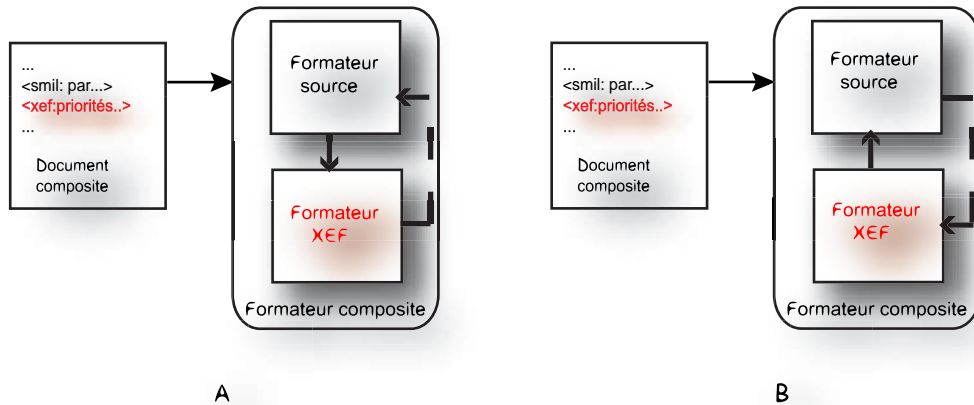 ...
<smil: par...>
<xef:priorités..>
...
Document
composite
Formateur
source
Formateur
XEF
Formateur composite
A
...
<smil: par...>
<xef:priorités..>
...
Document
composite
Formateur
source
Formateur
XEF
Formateur composite
B